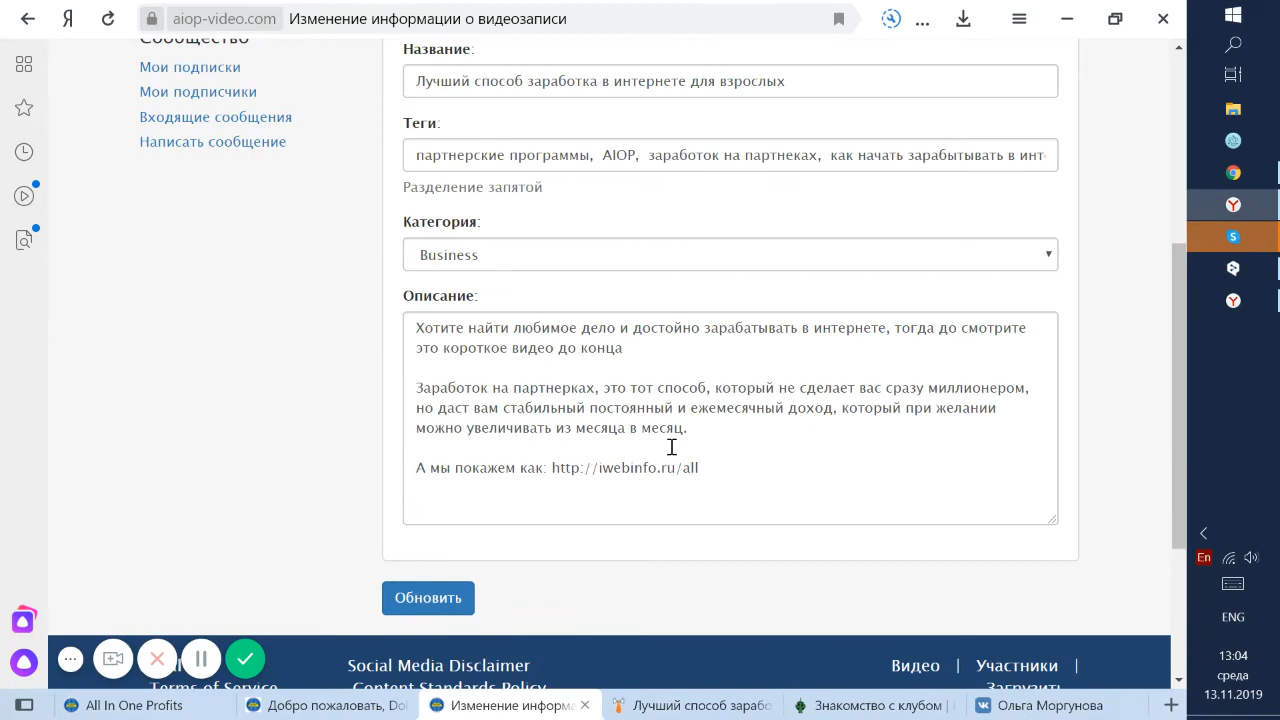 aiop-video.com Изменение информации о видеозаписи
Сообщество
Мои подписки
Мои подписчики
Входящие сообщения
Написать сообщение
Название:
Лучший способ заработка в интернете для взрослых
Теги:
партнерские программы, AIOP, заработок на партнеках, как начать зарабытывать в инт
Разделение запятой
Категория:
Business
Описание:
Хотите найти любимое дело и достойно зарабатывать в интернете, тогда до смотрите
это короткое видео до конца
Заработок на партнерках, это тот способ, который не сделает вас сразу миллионером,
но даст вам стабильный постоянный и ежемесячный доход, который при желании
можно увеличивать из месяца в месяц.
А мы покажем как: http://iwebinfo.ru/all
Обновить
Social Media Disclaimer
Видео | Участники |
Terms of Service
Content Standards Policy
Загрузить
En
ENG
13:04
среда
13.11.2019
All In One Profits
Добро пожаловать, Dol
Изменение информ
Лучший способ зарабо
Знакомство с клубом |
Ольга Моргунова